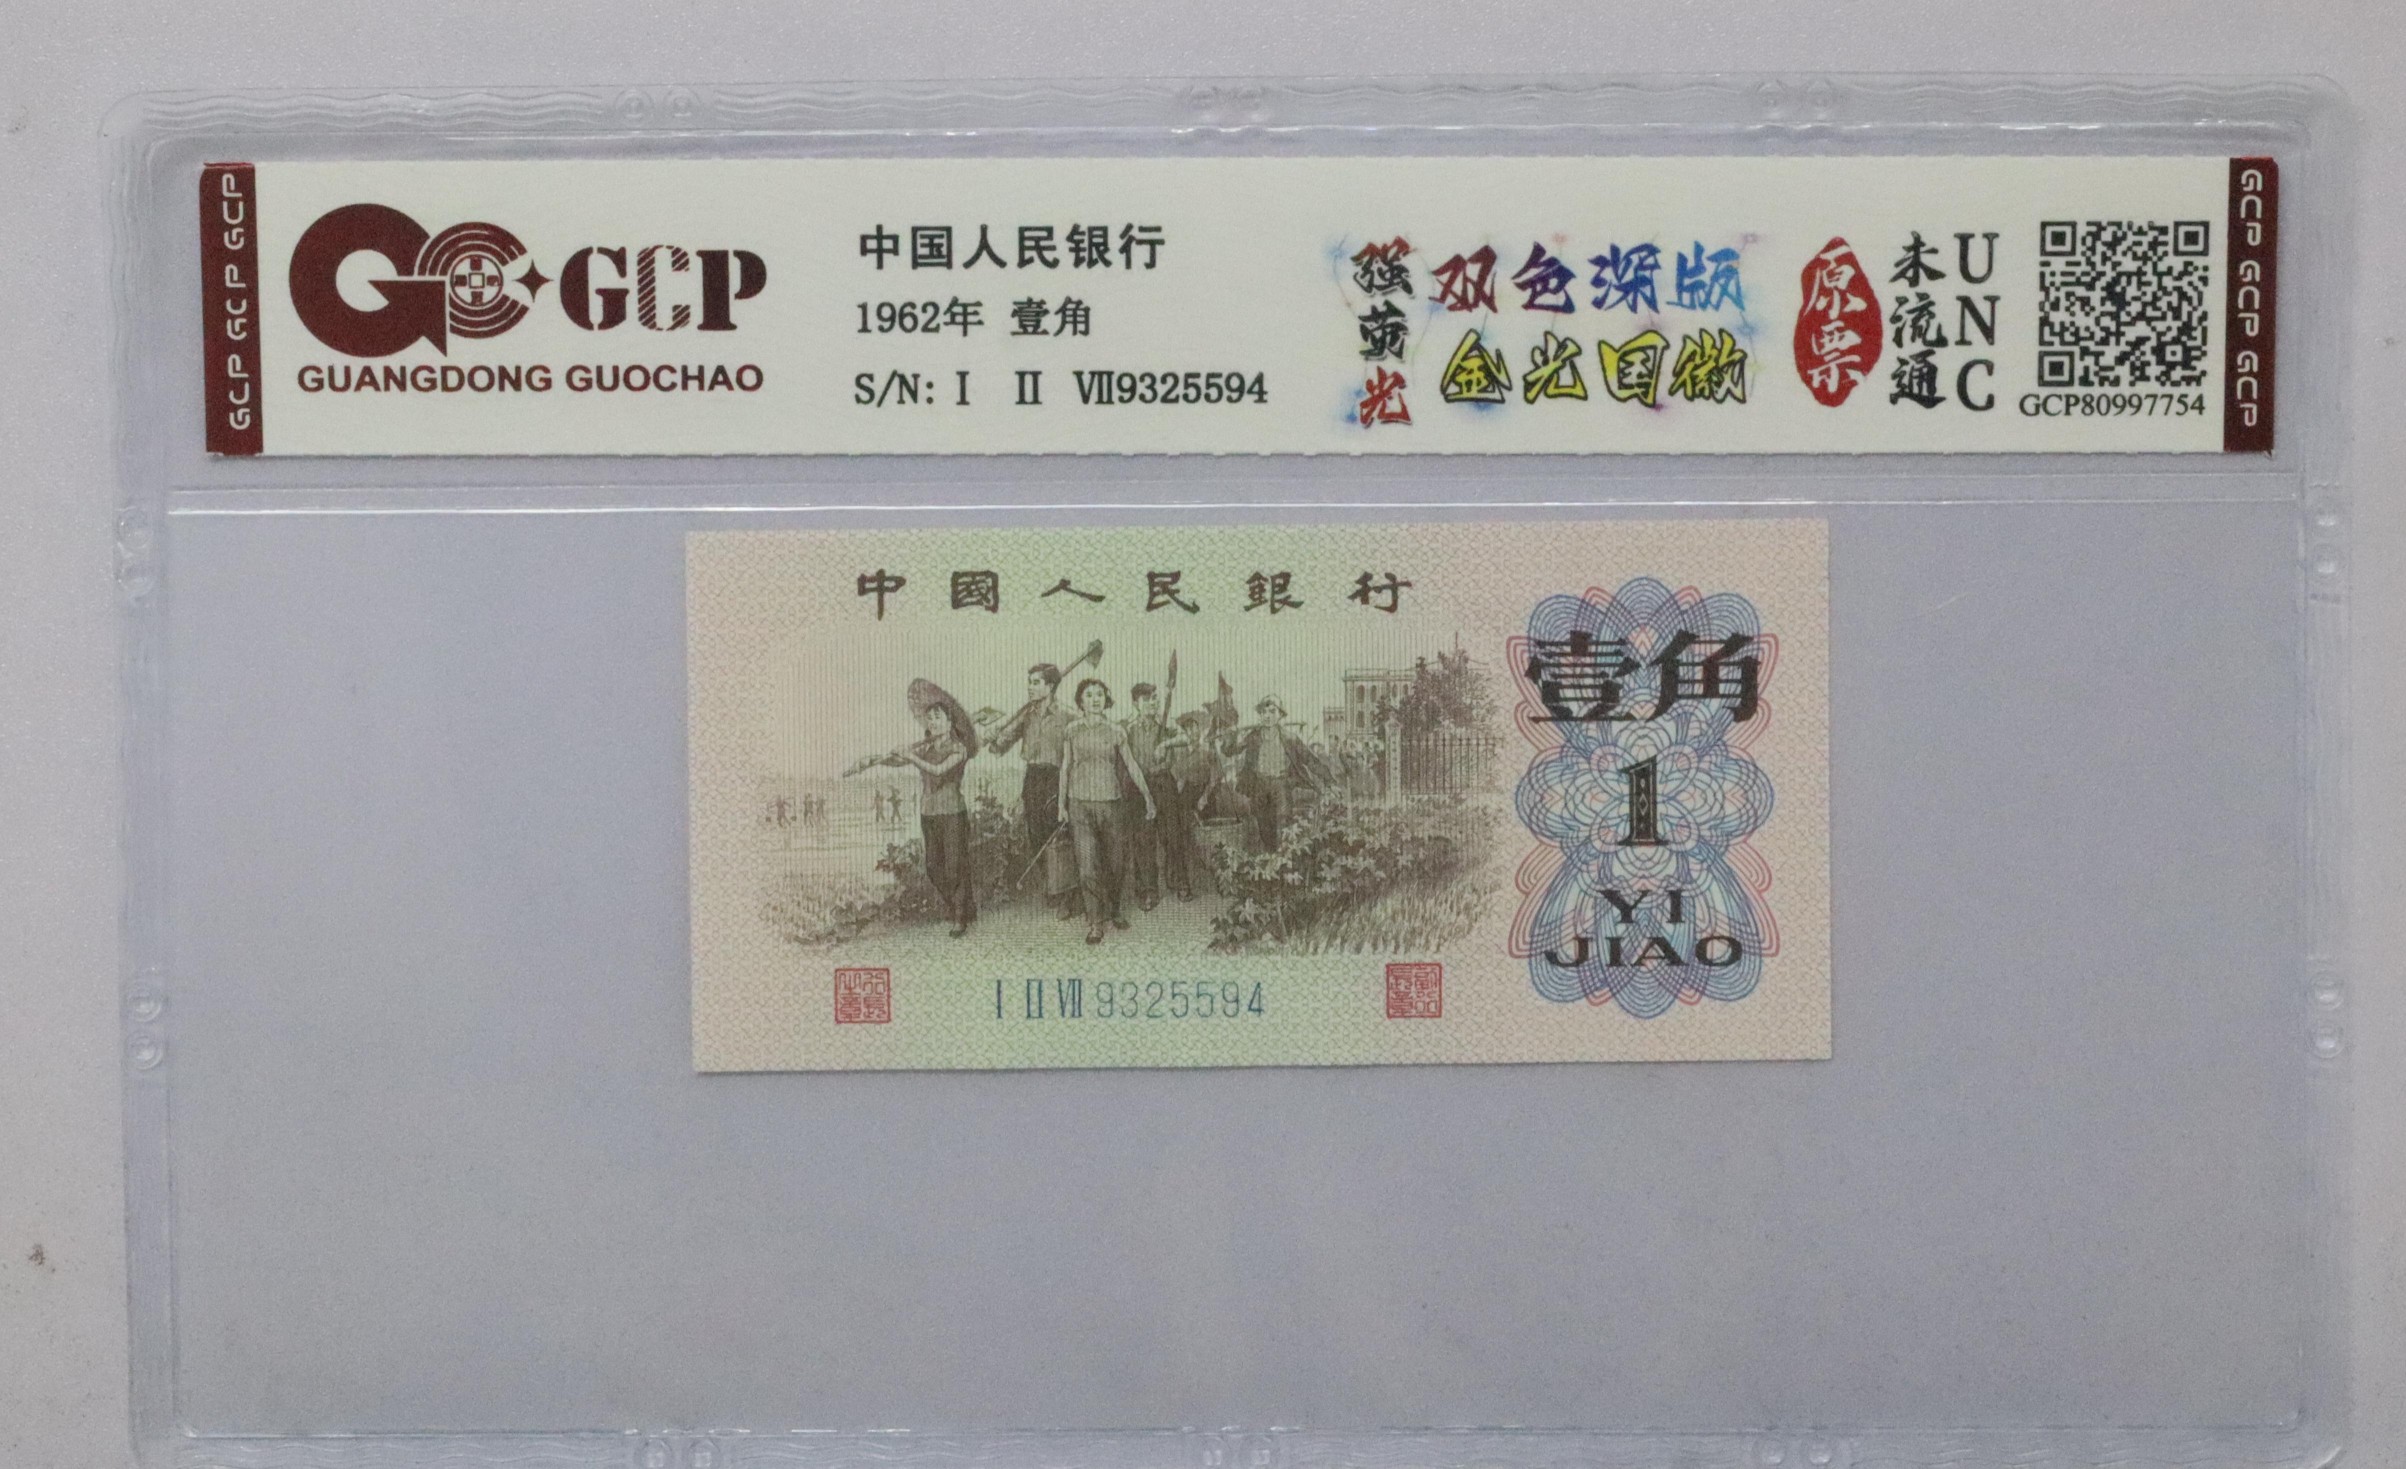 GCP GCP GCP
GCP
GUANGDONG GUOCHAO
中国人民银行
1962年 壹角
S/N: Ⅰ Ⅱ Ⅶ9325594
强荧光
双色深版
金光国徽
原票
未流通
UNC
GCP80997754
GCP GCP GCP
中國人民銀行
壹角
1
YI
JIAO
Ⅰ Ⅱ Ⅶ 9325594